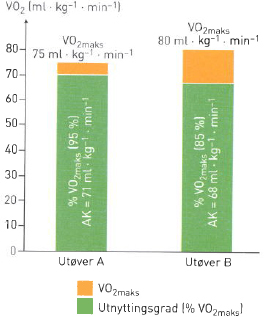 VO₂ (ml · kg⁻¹ · min⁻¹)
VO₂maks
75 ml · kg⁻¹ · min⁻¹
VO₂maks
80 ml · kg⁻¹ · min⁻¹
80
70
60
50
40
30
20
10
0
% VO₂maks (95 %)
AK = 71 ml · kg⁻¹ · min⁻¹
% VO₂maks (85 %)
AK = 68 ml · kg⁻¹ · min⁻¹
Utøver A
Utøver B
VO₂maks
Utnyttingsgrad (% VO₂maks)